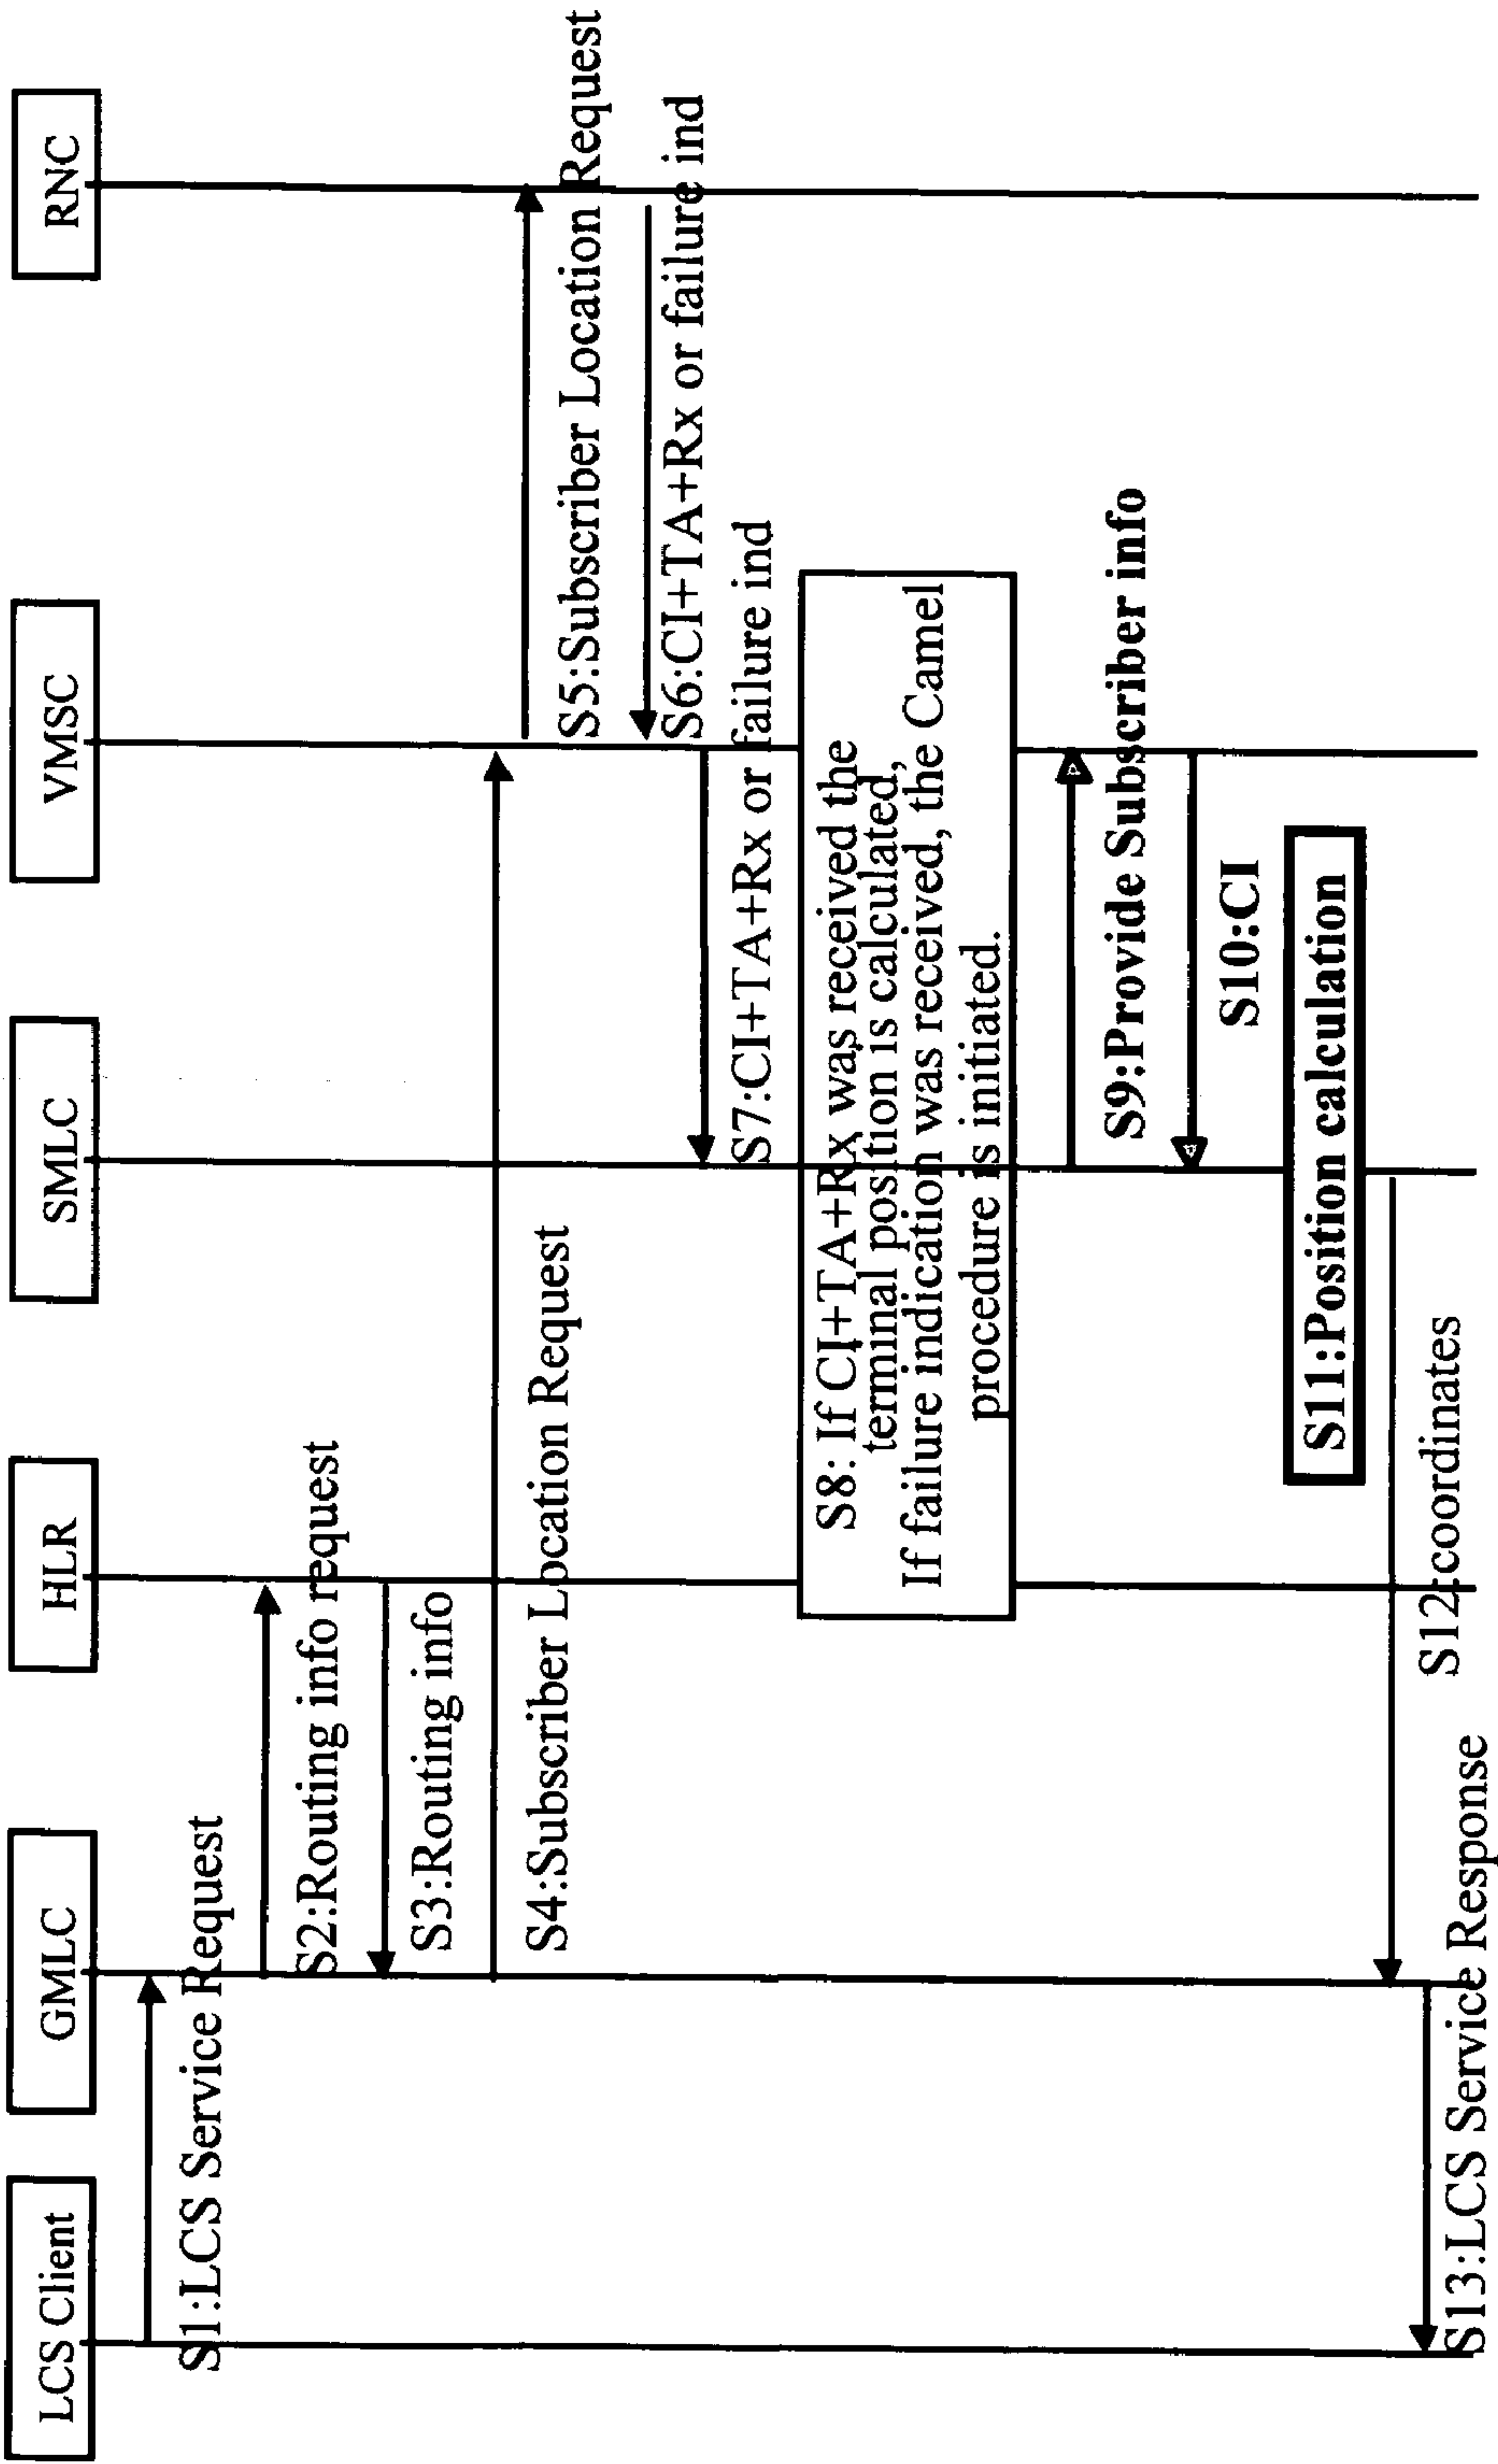 LCS Client
GMLC
HLR
SMLC
VMSC
RNC
S1:LCS Service Request
S2:Routing info request
S3:Routing info
S4:Subscriber Location Request
S5:Subscriber Location Request
S6:CI+TA+Rx or failure ind
S7:CI+TA+Rx or failure ind
S8: If CI+TA+Rx was received the
terminal position is calculated,
If failure indication was received, the Camel
procedure is initiated.
S9:Provide Subscriber info
S10:CI
S11:Position calculation
S12:coordinates
S13:LCS Service Response